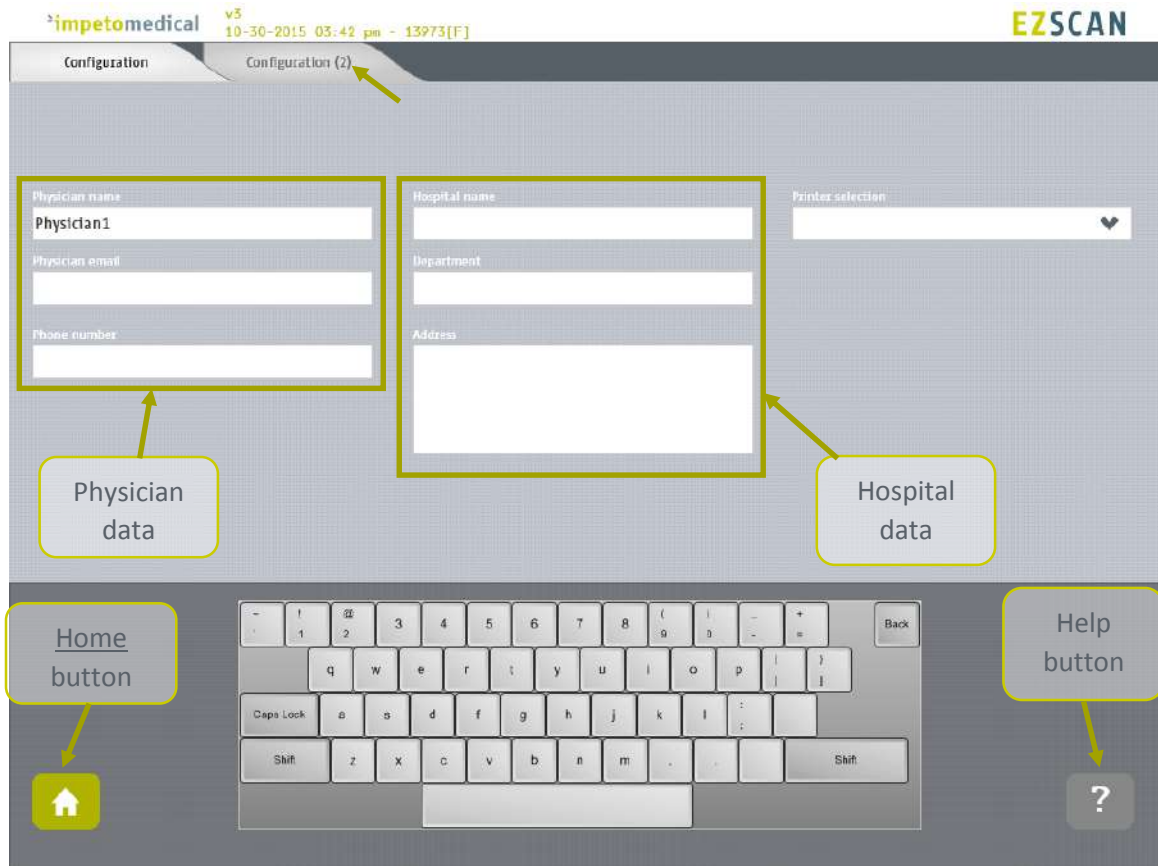 impetomedical
v3
10-30-2015 03:42 pm - 13973[F]
EZSCAN
Configuration
Configuration (2)
Physician name
Physician1
Physician email
Phone number
Hospital name
Department
Address
Printer selection
Physician
data
Hospital
data
Home
button
Help
button
@ ( +
1 2 3 4 5 6 7 8 9 - = Back
q w e r t y u i o p
Caps Lock a s d f g h j k l : ;
Shift z x c v b n m Shift
?